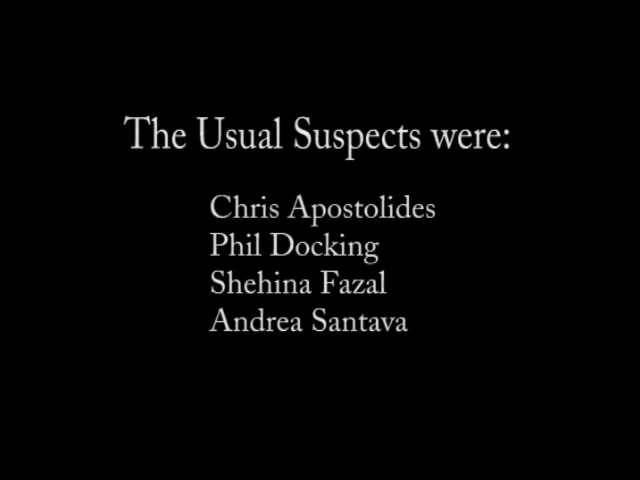 The Usual Suspects were:
Chris Apostolides
Phil Docking
Shehina Fazal
Andrea Santava